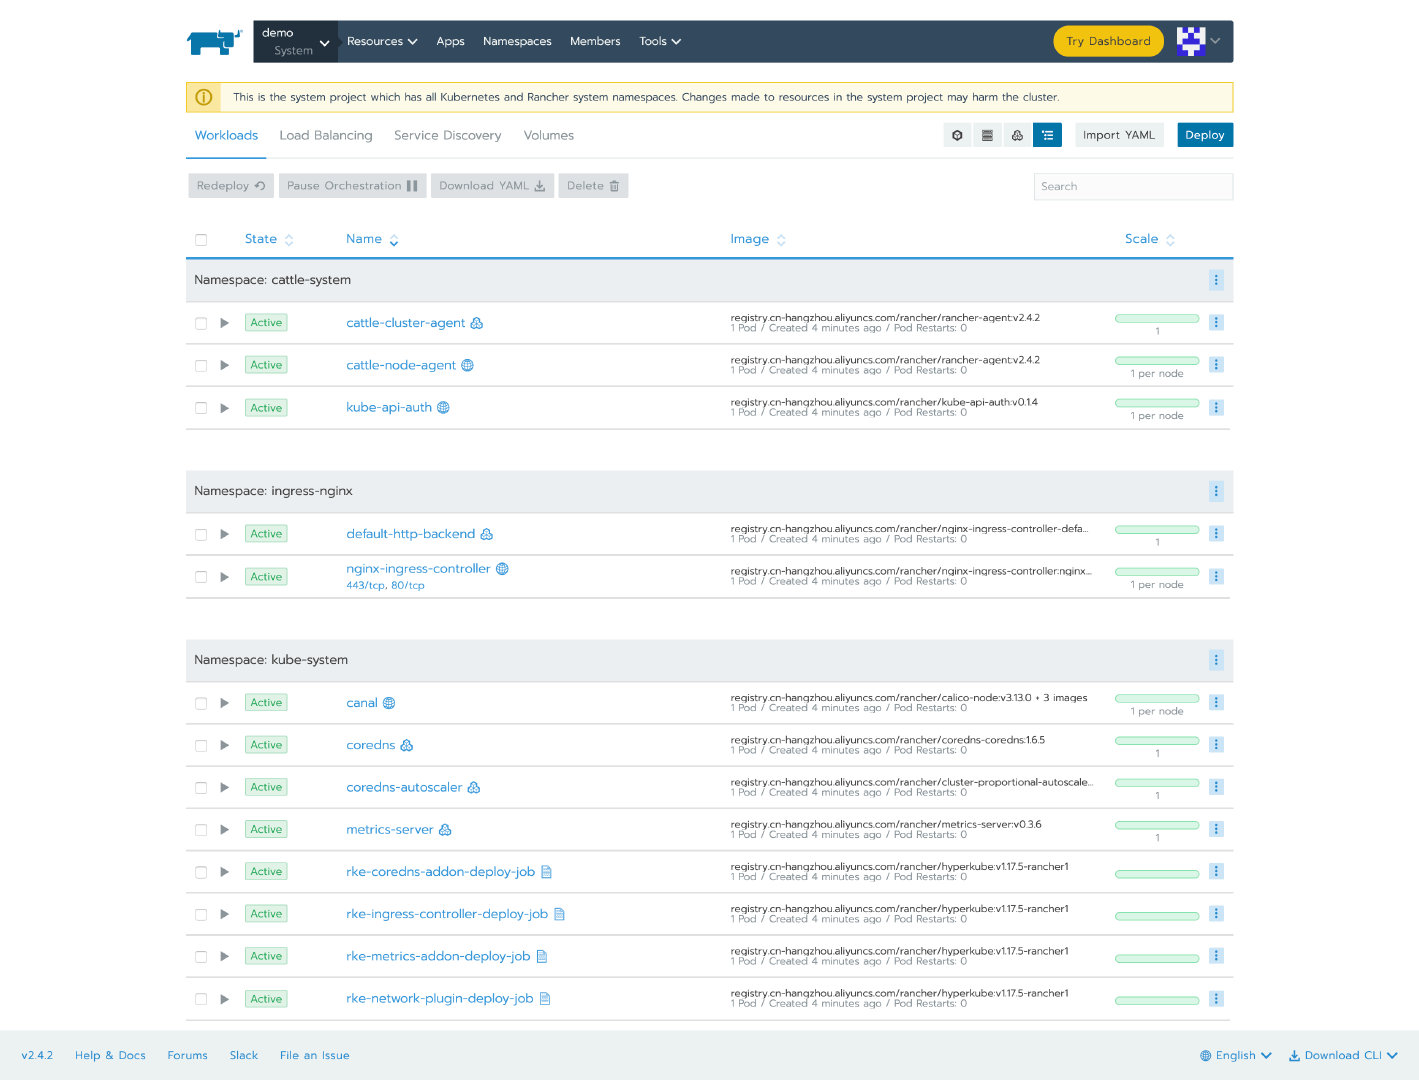 demo
System
Resources
Apps
Namespaces
Members
Tools
Try Dashboard
This is the system project which has all Kubernetes and Rancher system namespaces. Changes made to resources in the system project may harm the cluster.
Workloads
Load Balancing
Service Discovery
Volumes
Import YAML
Deploy
Redeploy
Pause Orchestration
Download YAML
Delete
Search
State
Name
Image
Scale
Namespace: cattle-system
Active
cattle-cluster-agent
registry.cn-hangzhou.aliyuncs.com/rancher/rancher-agent:v2.4.2
1 Pod / Created 4 minutes ago / Pod Restarts: 0
1
Active
cattle-node-agent
registry.cn-hangzhou.aliyuncs.com/rancher/rancher-agent:v2.4.2
1 Pod / Created 4 minutes ago / Pod Restarts: 0
1 per node
Active
kube-api-auth
registry.cn-hangzhou.aliyuncs.com/rancher/kube-api-auth:v0.1.4
1 Pod / Created 4 minutes ago / Pod Restarts: 0
1 per node
Namespace: ingress-nginx
Active
default-http-backend
registry.cn-hangzhou.aliyuncs.com/rancher/nginx-ingress-controller-defa...
1 Pod / Created 4 minutes ago / Pod Restarts: 0
1
Active
nginx-ingress-controller
443/tcp, 80/tcp
registry.cn-hangzhou.aliyuncs.com/rancher/nginx-ingress-controller:nginx...
1 Pod / Created 4 minutes ago / Pod Restarts: 0
1 per node
Namespace: kube-system
Active
canal
registry.cn-hangzhou.aliyuncs.com/rancher/calico-node:v3.13.0 + 3 images
1 Pod / Created 4 minutes ago / Pod Restarts: 0
1 per node
Active
coredns
registry.cn-hangzhou.aliyuncs.com/rancher/coredns-coredns:1.6.5
1 Pod / Created 4 minutes ago / Pod Restarts: 0
1
Active
coredns-autoscaler
registry.cn-hangzhou.aliyuncs.com/rancher/cluster-proportional-autoscale...
1 Pod / Created 4 minutes ago / Pod Restarts: 0
1
Active
metrics-server
registry.cn-hangzhou.aliyuncs.com/rancher/metrics-server:v0.3.6
1 Pod / Created 4 minutes ago / Pod Restarts: 0
1
Active
rke-coredns-addon-deploy-job
registry.cn-hangzhou.aliyuncs.com/rancher/hyperkube:v1.17.5-rancher1
1 Pod / Created 4 minutes ago / Pod Restarts: 0
Active
rke-ingress-controller-deploy-job
registry.cn-hangzhou.aliyuncs.com/rancher/hyperkube:v1.17.5-rancher1
1 Pod / Created 4 minutes ago / Pod Restarts: 0
Active
rke-metrics-addon-deploy-job
registry.cn-hangzhou.aliyuncs.com/rancher/hyperkube:v1.17.5-rancher1
1 Pod / Created 4 minutes ago / Pod Restarts: 0
Active
rke-network-plugin-deploy-job
registry.cn-hangzhou.aliyuncs.com/rancher/hyperkube:v1.17.5-rancher1
1 Pod / Created 4 minutes ago / Pod Restarts: 0
v2.4.2
Help & Docs
Forums
Slack
File an Issue
English
Download CLI